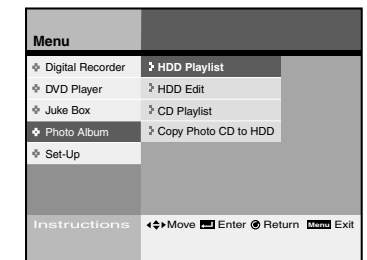 Menu
Digital Recorder
DVD Player
Juke Box
Photo Album
Set-Up
HDD Playlist
HDD Edit
CD Playlist
Copy Photo CD to HDD
Instructions
Move Enter Return Menu Exit